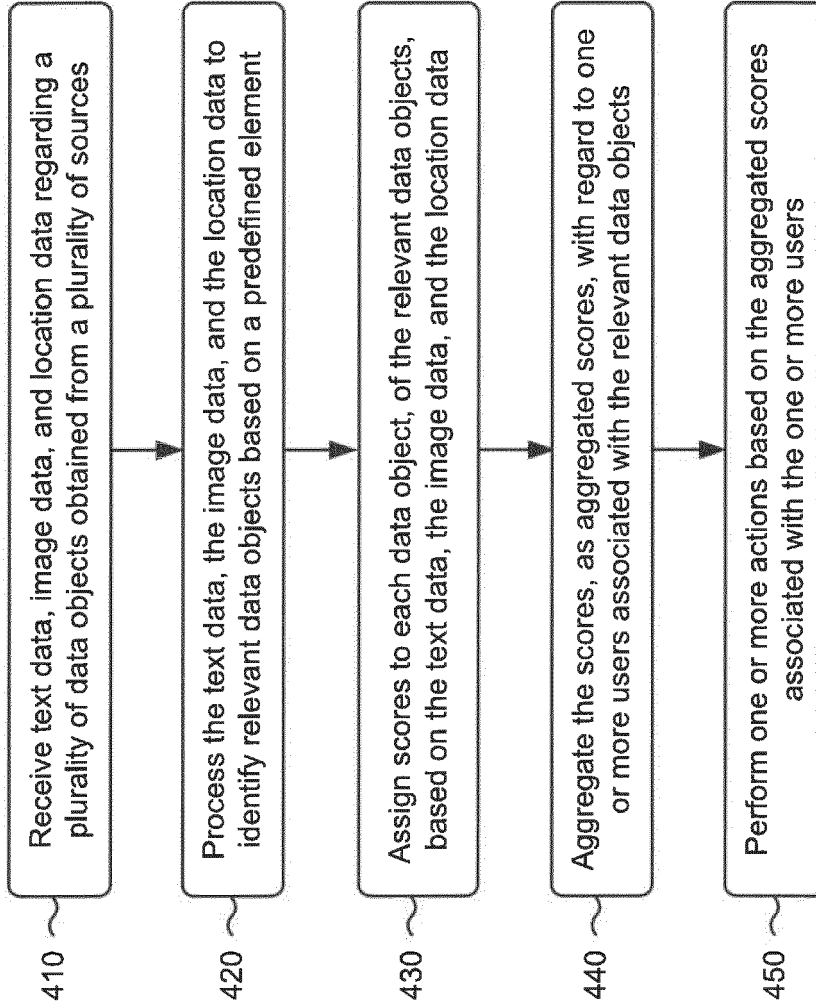 410
Receive text data, image data, and location data regarding a
plurality of data objects obtained from a plurality of sources
420
Process the text data, the image data, and the location data to
identify relevant data objects based on a predefined element
430
Assign scores to each data object, of the relevant data objects,
based on the text data, the image data, and the location data
440
Aggregate the scores, as aggregated scores, with regard to one
or more users associated with the relevant data objects
450
Perform one or more actions based on the aggregated scores
associated with the one or more users